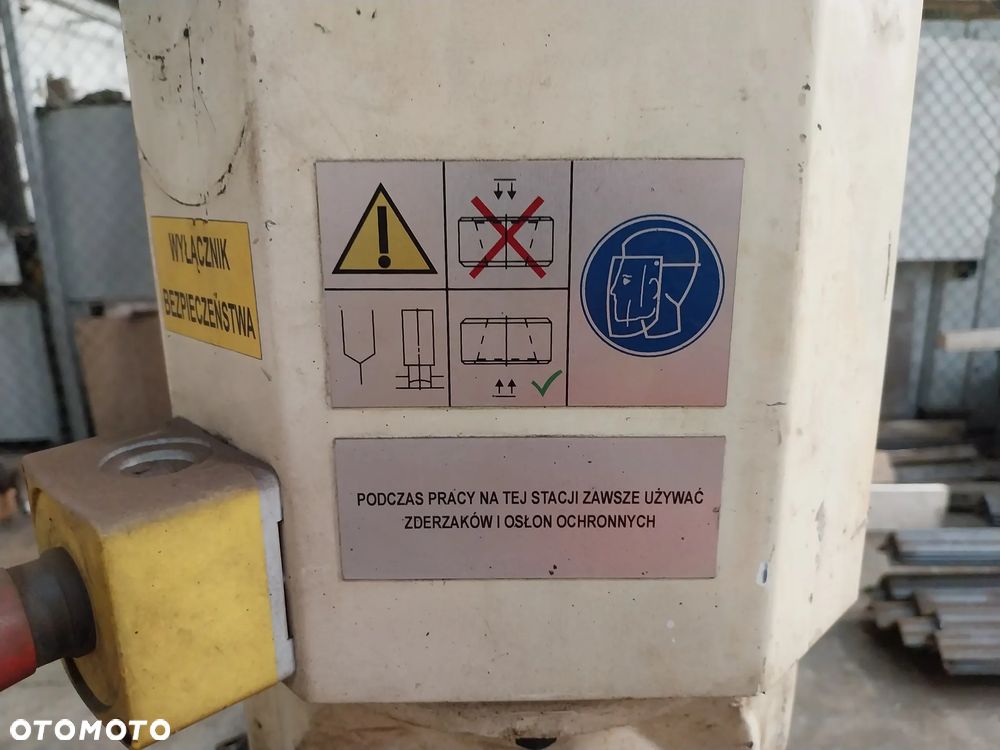 WYŁĄCZNIK
BEZPIECZEŃSTWA
PODCZAS PRACY NA TEJ STACJI ZAWSZE UŻYWAĆ
ZDERZAKÓW I OSŁON OCHRONNYCH
OTOMOTO